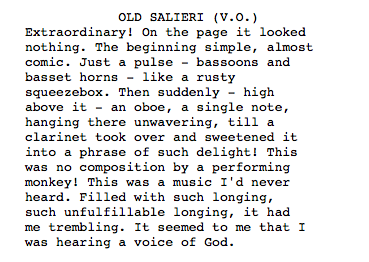 OLD SALIERI (V.O.)
Extraordinary! On the page it looked
nothing. The beginning simple, almost
comic. Just a pulse - bassoons and
basset horns - like a rusty
squeezebox. Then suddenly - high
above it - an oboe, a single note,
hanging there unwavering, till a
clarinet took over and sweetened it
into a phrase of such delight! This
was no composition by a performing
monkey! This was a music I'd never
heard. Filled with such longing,
such unfulfillable longing, it had
me trembling. It seemed to me that I
was hearing a voice of God.